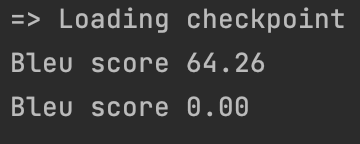 => Loading checkpoint
Bleu score 64.26
Bleu score 0.00